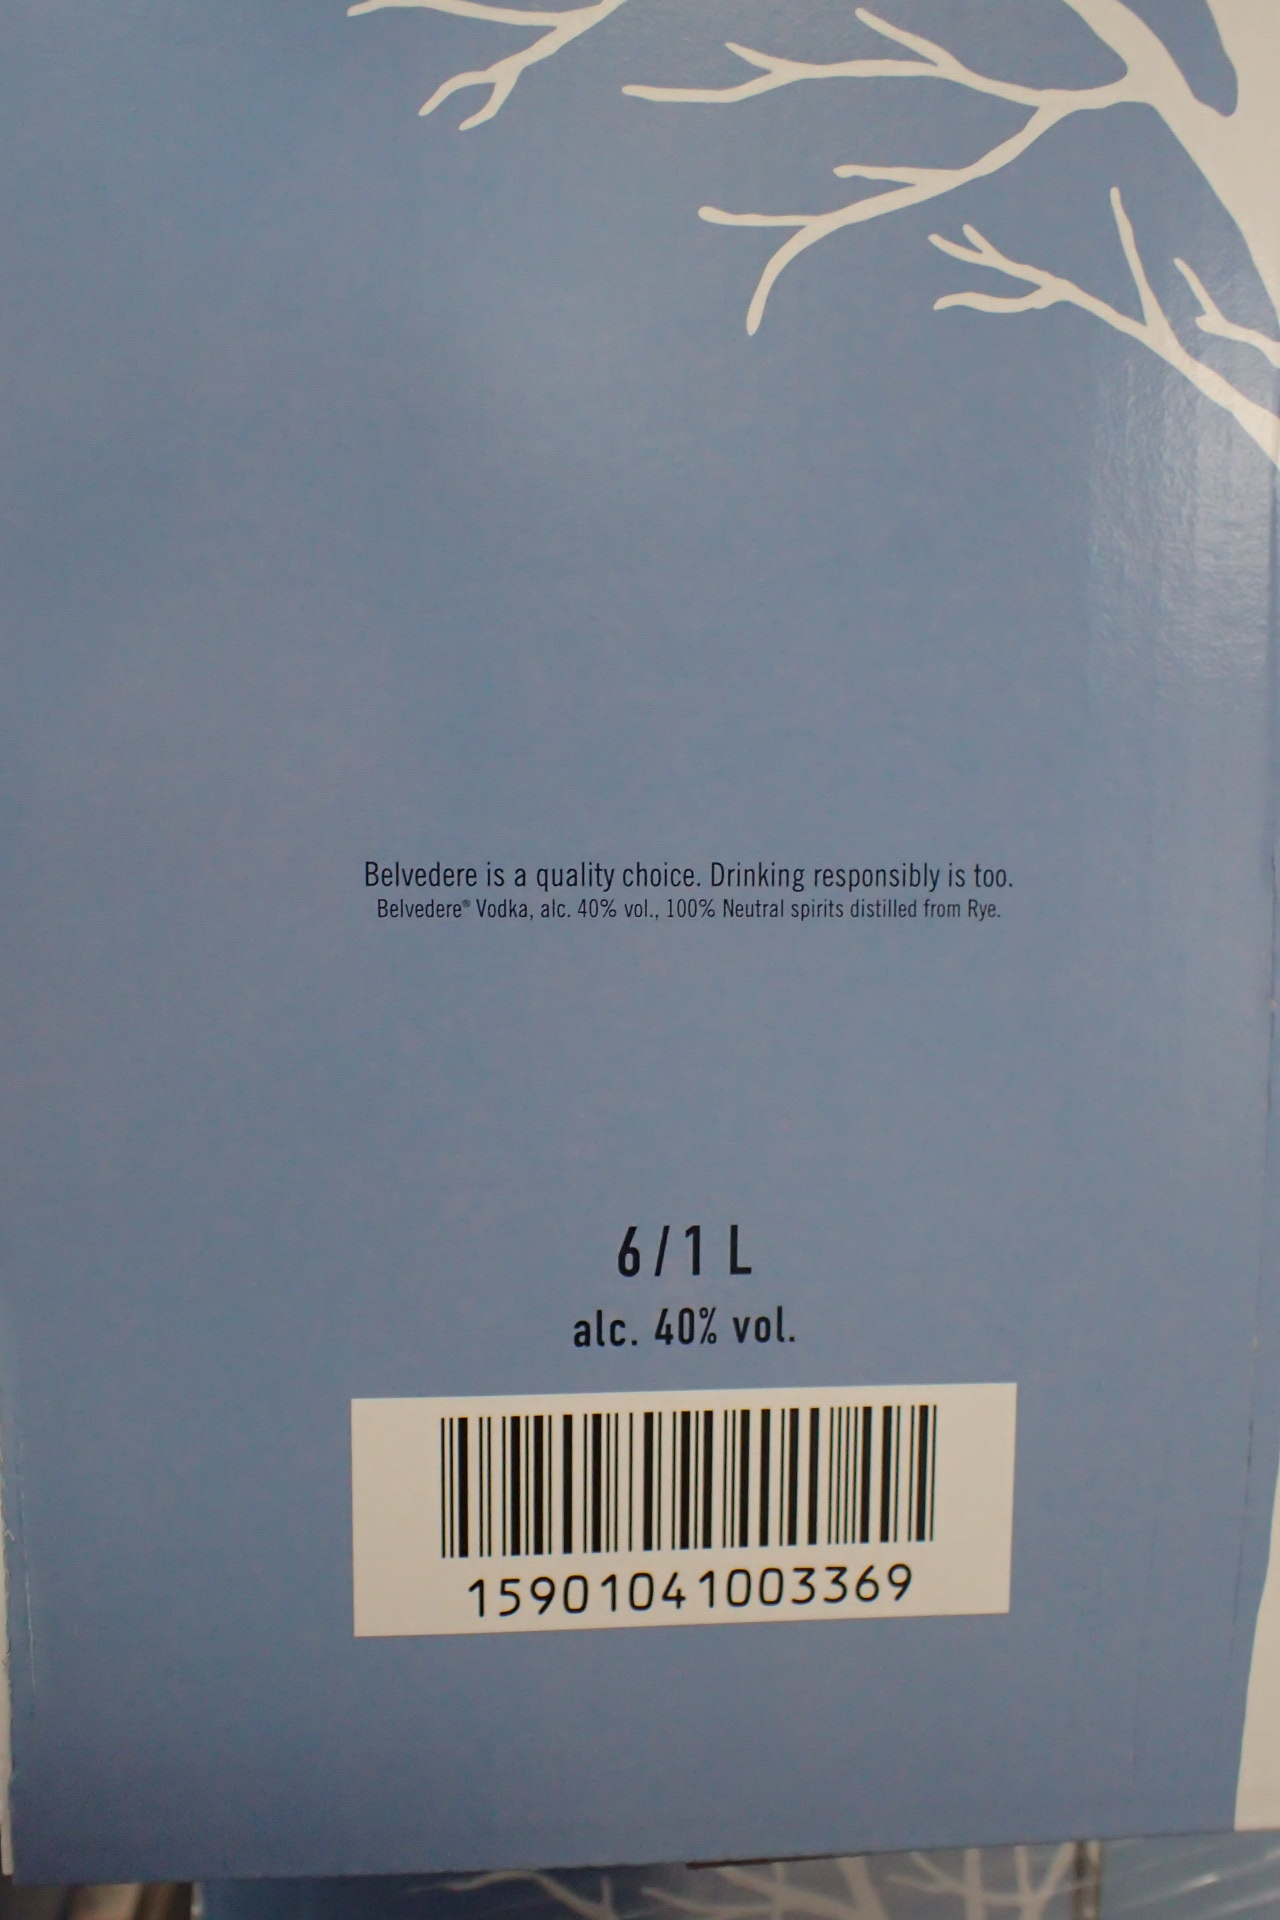 Belvedere is a quality choice. Drinking responsibly is too.
Belvedere® Vodka, alc. 40% vol., 100% Neutral spirits distilled from Rye.
6/1 L
alc. 40% vol.
15901041003369